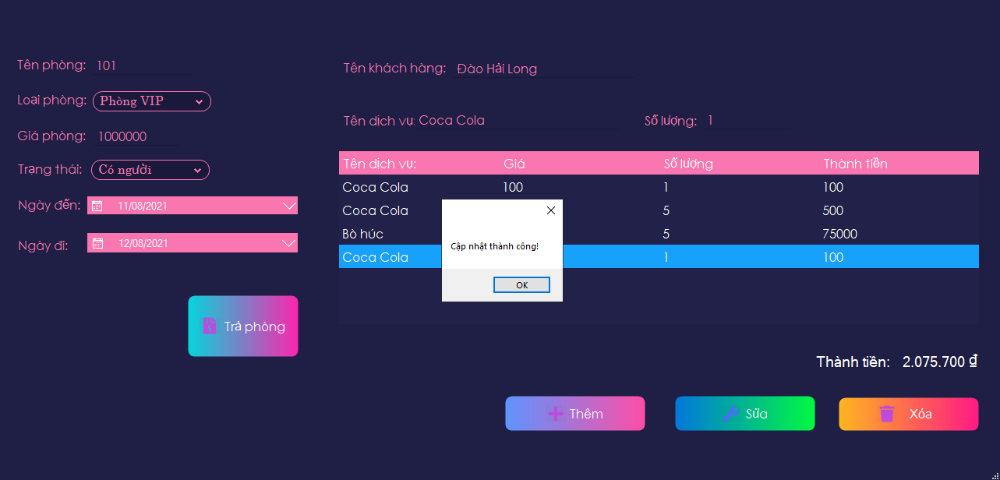 Tên phòng: 101
Loại phòng: Phòng VIP
Giá phòng: 1000000
Trạng thái: Có người
Ngày đến: 11/08/2021
Ngày đi: 12/08/2021
Trả phòng
Tên khách hàng: Đào Hải Long
Tên dịch vụ: Coca Cola Số lượng: 1
Tên dịch vụ: Giá Số lượng Thành tiền
Coca Cola 100 1 100
Coca Cola 5 500
Bò húc 5 75000
Coca Cola 1 100
Cập nhật thành công!
OK
Thành tiền: 2.075.700 ₫
Thêm Sửa Xóa